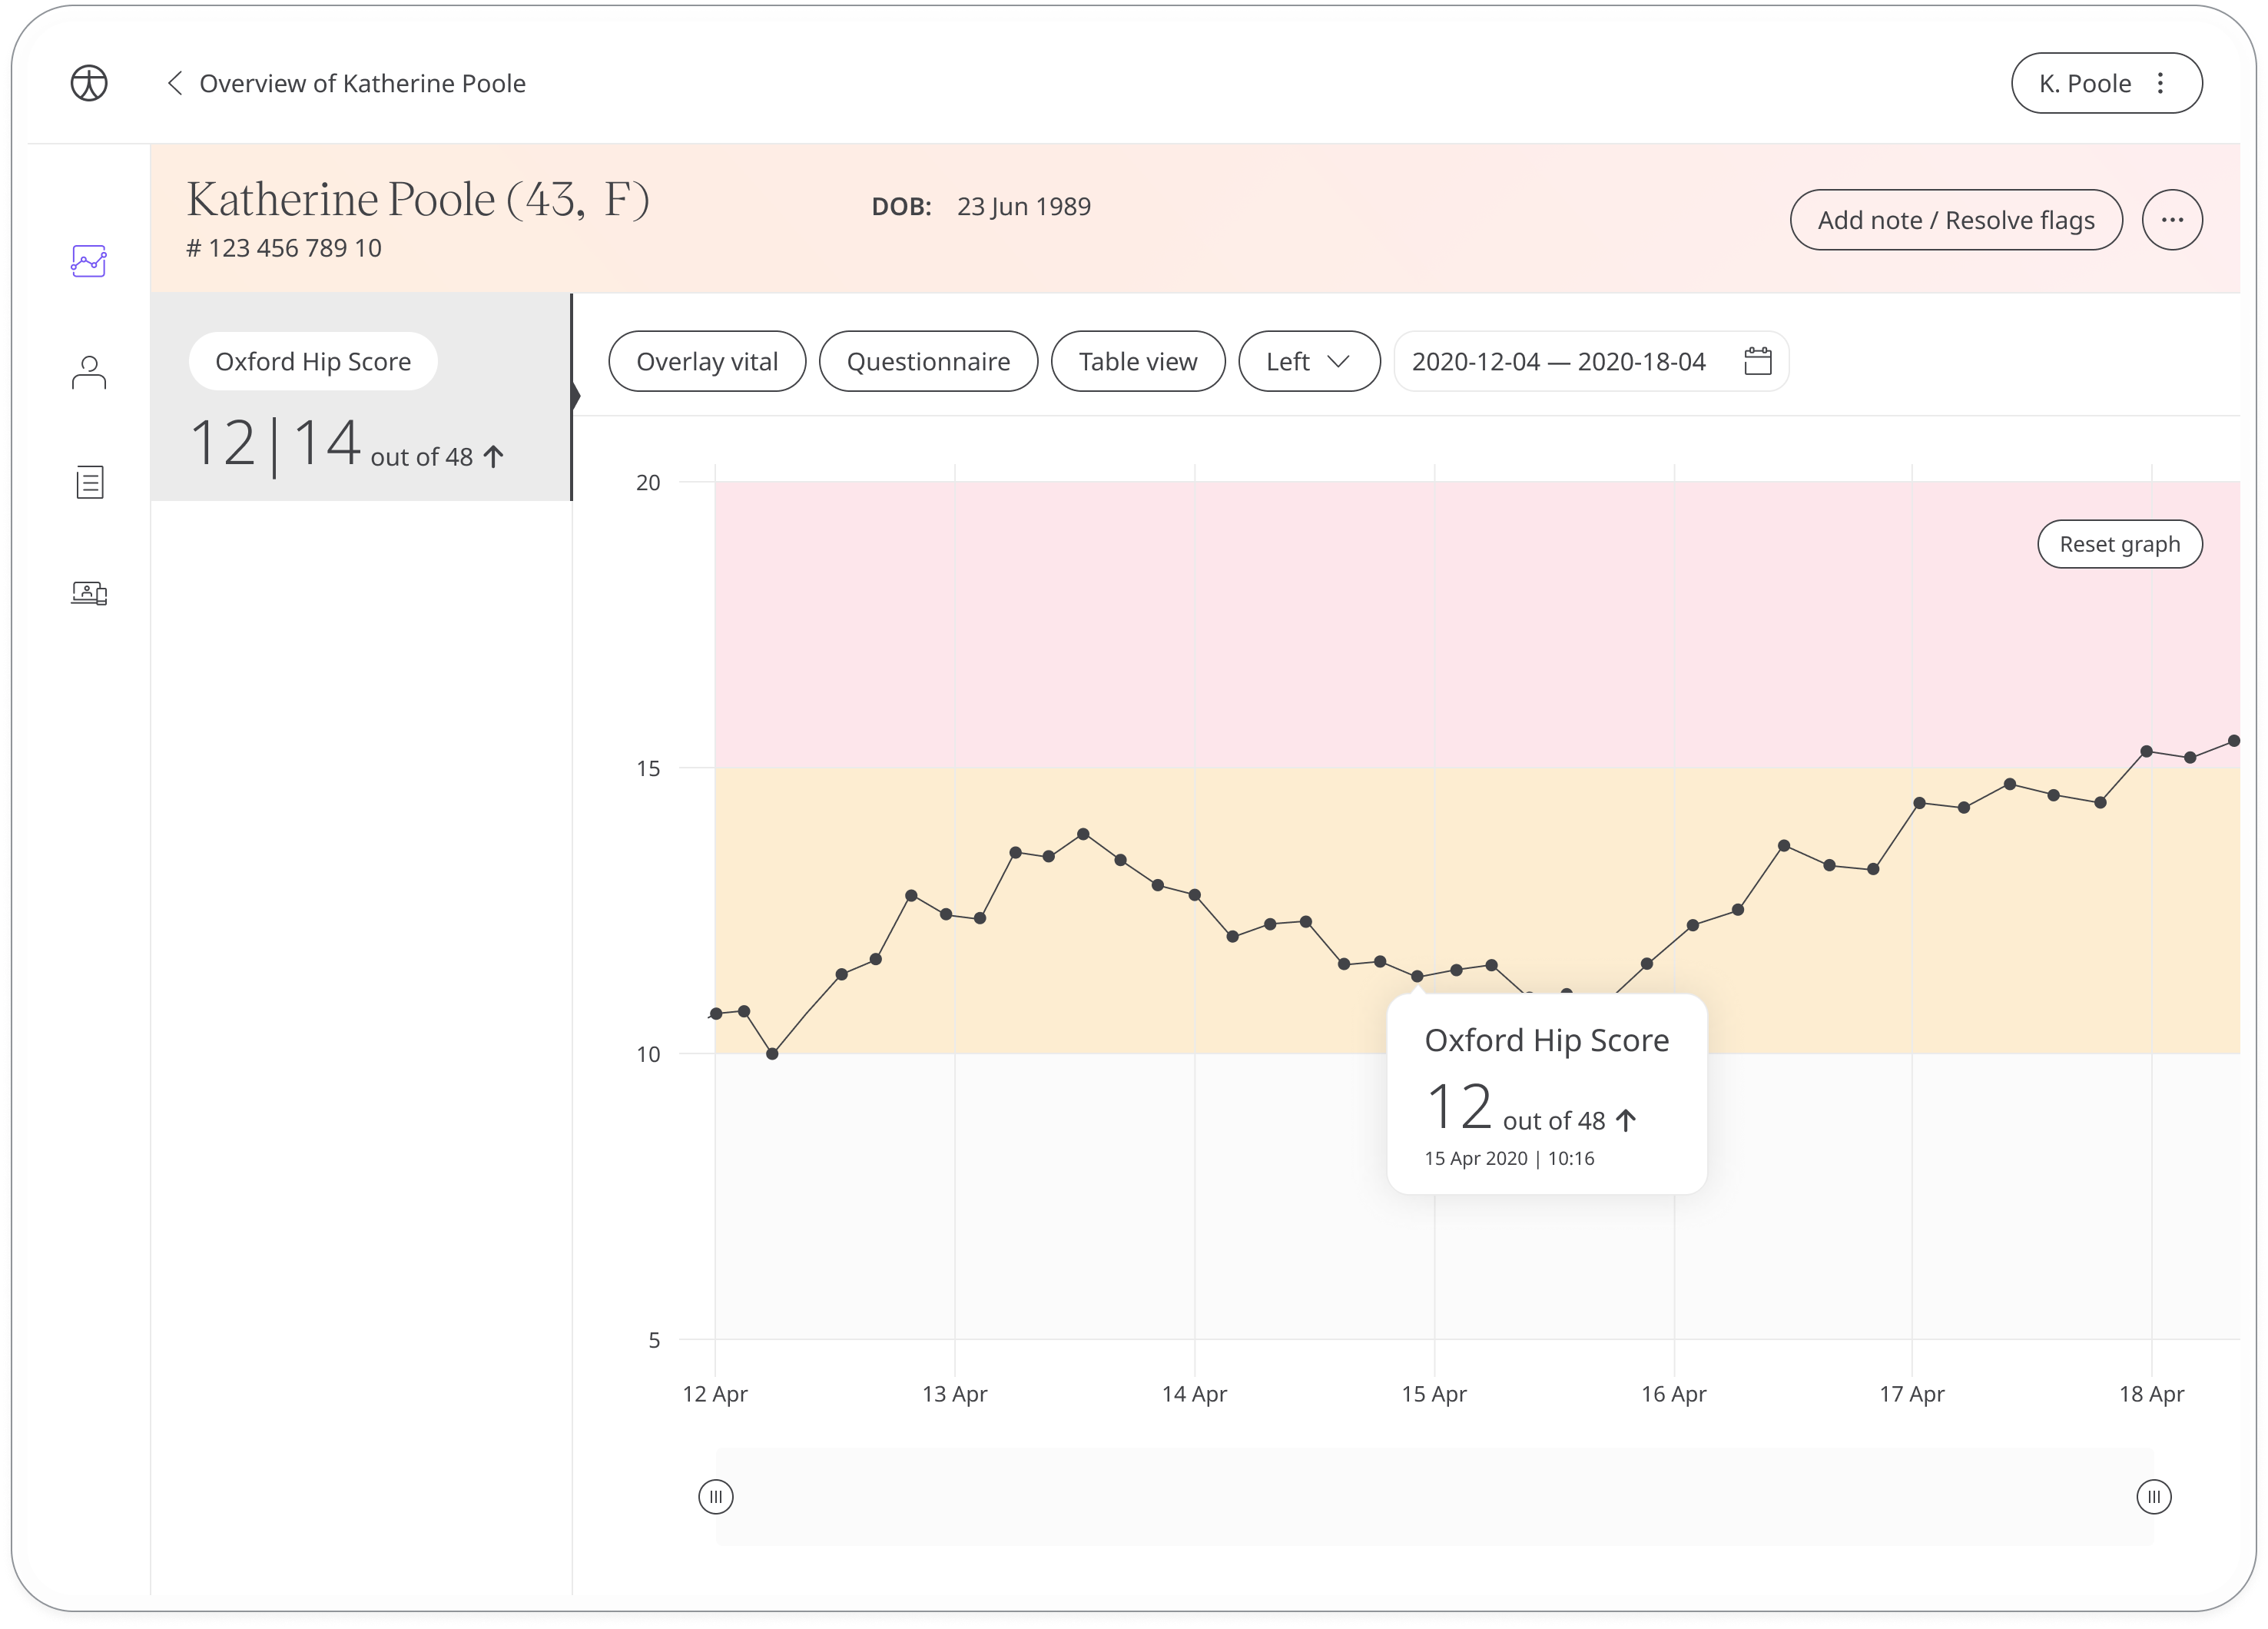 Overview of Katherine Poole
K. Poole
Katherine Poole (43, F)
# 123 456 789 10
DOB: 23 Jun 1989
Add note / Resolve flags
Oxford Hip Score
12|14 out of 48 ↑
Overlay vital
Questionnaire
Table view
Left
2020-12-04 — 2020-18-04
20
Reset graph
15
10
5
Oxford Hip Score
12 out of 48 ↑
15 Apr 2020 | 10:16
12 Apr
13 Apr
14 Apr
15 Apr
16 Apr
17 Apr
18 Apr